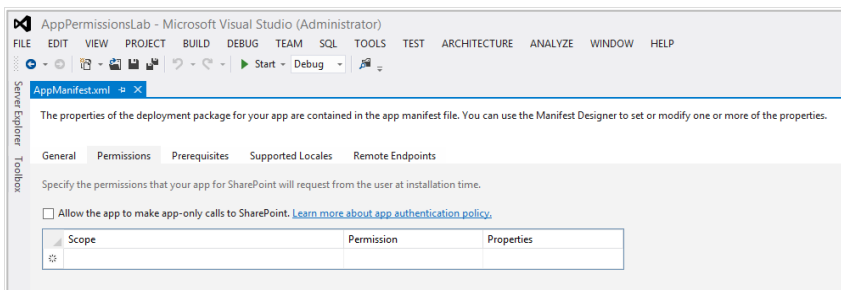 AppPermissionsLab - Microsoft Visual Studio (Administrator)
FILE EDIT VIEW PROJECT BUILD DEBUG TEAM SQL TOOLS TEST ARCHITECTURE ANALYZE WINDOW HELP
Start Debug
Server Explorer
Toolbox
AppManifest.xml
The properties of the deployment package for your app are contained in the app manifest file. You can use the Manifest Designer to set or modify one or more of the properties.
General Permissions Prerequisites Supported Locales Remote Endpoints
Specify the permissions that your app for SharePoint will request from the user at installation time.
Allow the app to make app-only calls to SharePoint. Learn more about app authentication policy.
Scope Permission Properties